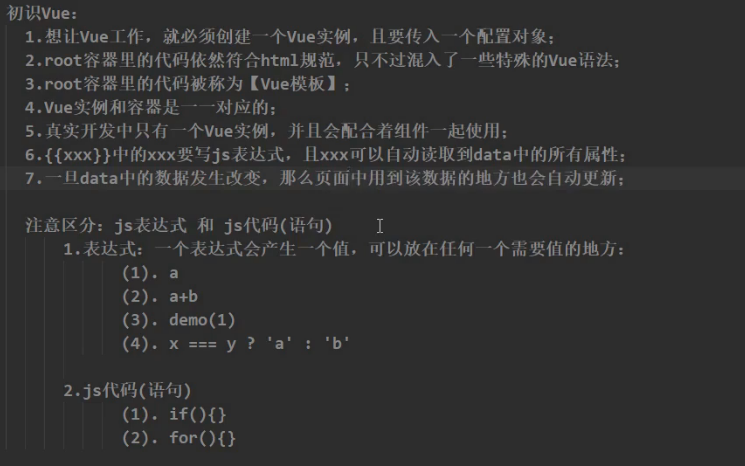 初识Vue：
1.想让Vue工作，就必须创建一个Vue实例，且要传入一个配置对象；
2.root容器里的代码依然符合html规范，只不过混入了一些特殊的Vue语法；
3.root容器里的代码被称为【Vue模板】；
4.Vue实例和容器是一一对应的；
5.真实开发中只有一个Vue实例，并且会配合着组件一起使用；
6.{{xxx}}中的xxx要写js表达式，且xxx可以自动读取到data中的所有属性；
7.一旦data中的数据发生改变，那么页面中用到该数据的地方也会自动更新；
注意区分：js表达式 和 js代码(语句)
1.表达式：一个表达式会产生一个值，可以放在任何一个需要值的地方：
(1). a
(2). a+b
(3). demo(1)
(4). x === y ? 'a' : 'b'
2.js代码(语句)
(1). if(){}
(2). for(){}